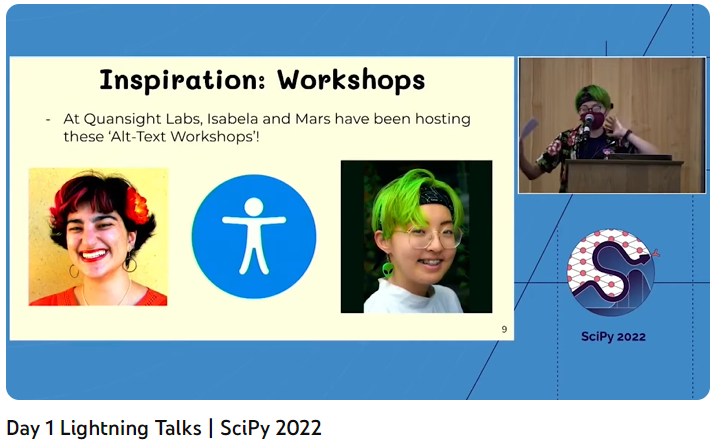 Inspiration: Workshops
- At Quansight Labs, Isabela and Mars have been hosting
these 'Alt-Text Workshops'!
9
SciPy 2022
Day 1 Lightning Talks | SciPy 2022